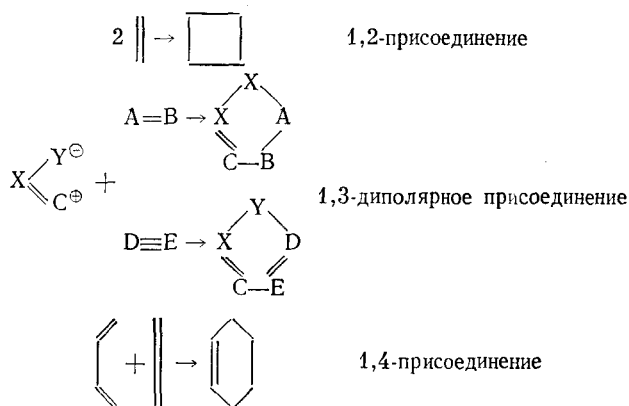 2 || → □ 1,2-присоединение
X
A=B → X A
C—B
Y⊖
X + 1,3-диполярное присоединение
C⊕
Y
D≡E → X D
C—E
+ → 1,4-присоединение